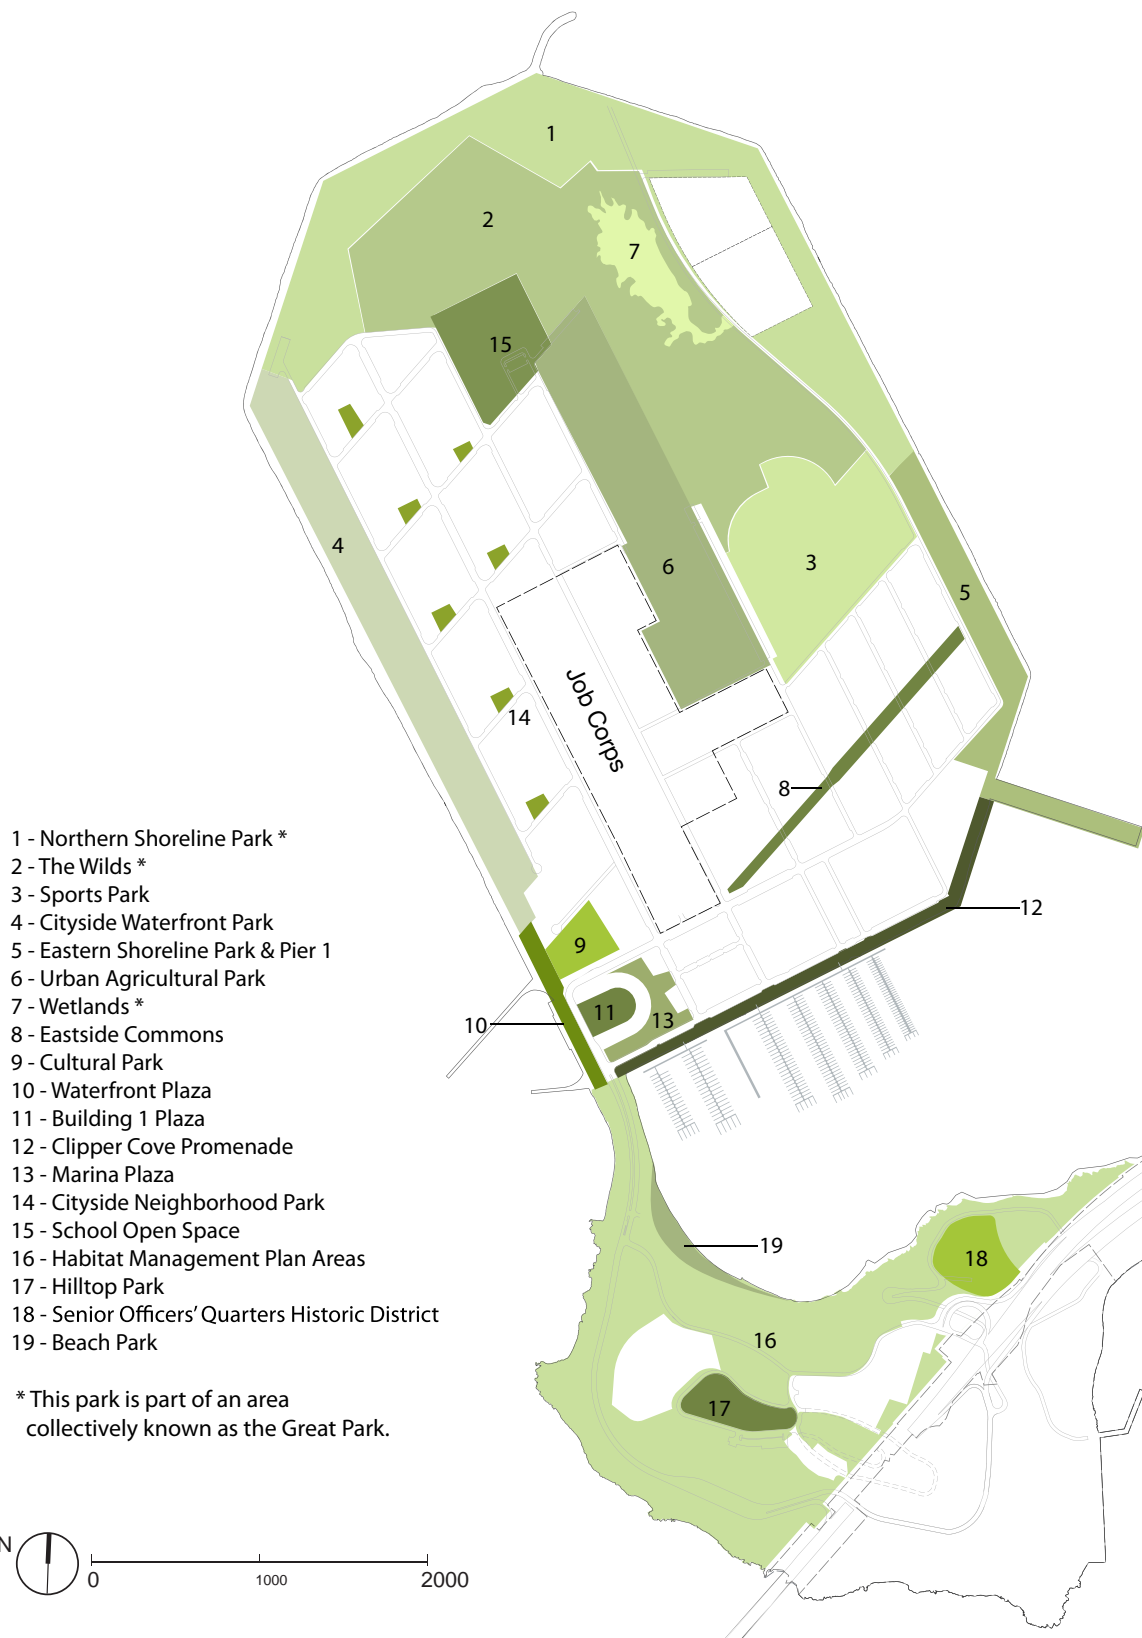 1
2
7
15
4
6
3
5
Job Corps
14
8
1 - Northern Shoreline Park *
2 - The Wilds *
3 - Sports Park
4 - Cityside Waterfront Park
5 - Eastern Shoreline Park & Pier 1
6 - Urban Agricultural Park
7 - Wetlands *
8 - Eastside Commons
9 - Cultural Park
10 - Waterfront Plaza
11 - Building 1 Plaza
12 - Clipper Cove Promenade
13 - Marina Plaza
14 - Cityside Neighborhood Park
15 - School Open Space
16 - Habitat Management Plan Areas
17 - Hilltop Park
18 - Senior Officers' Quarters Historic District
19 - Beach Park
* This park is part of an area
collectively known as the Great Park.
12
9
11
13
10
19
18
16
17
N
0
1000
2000